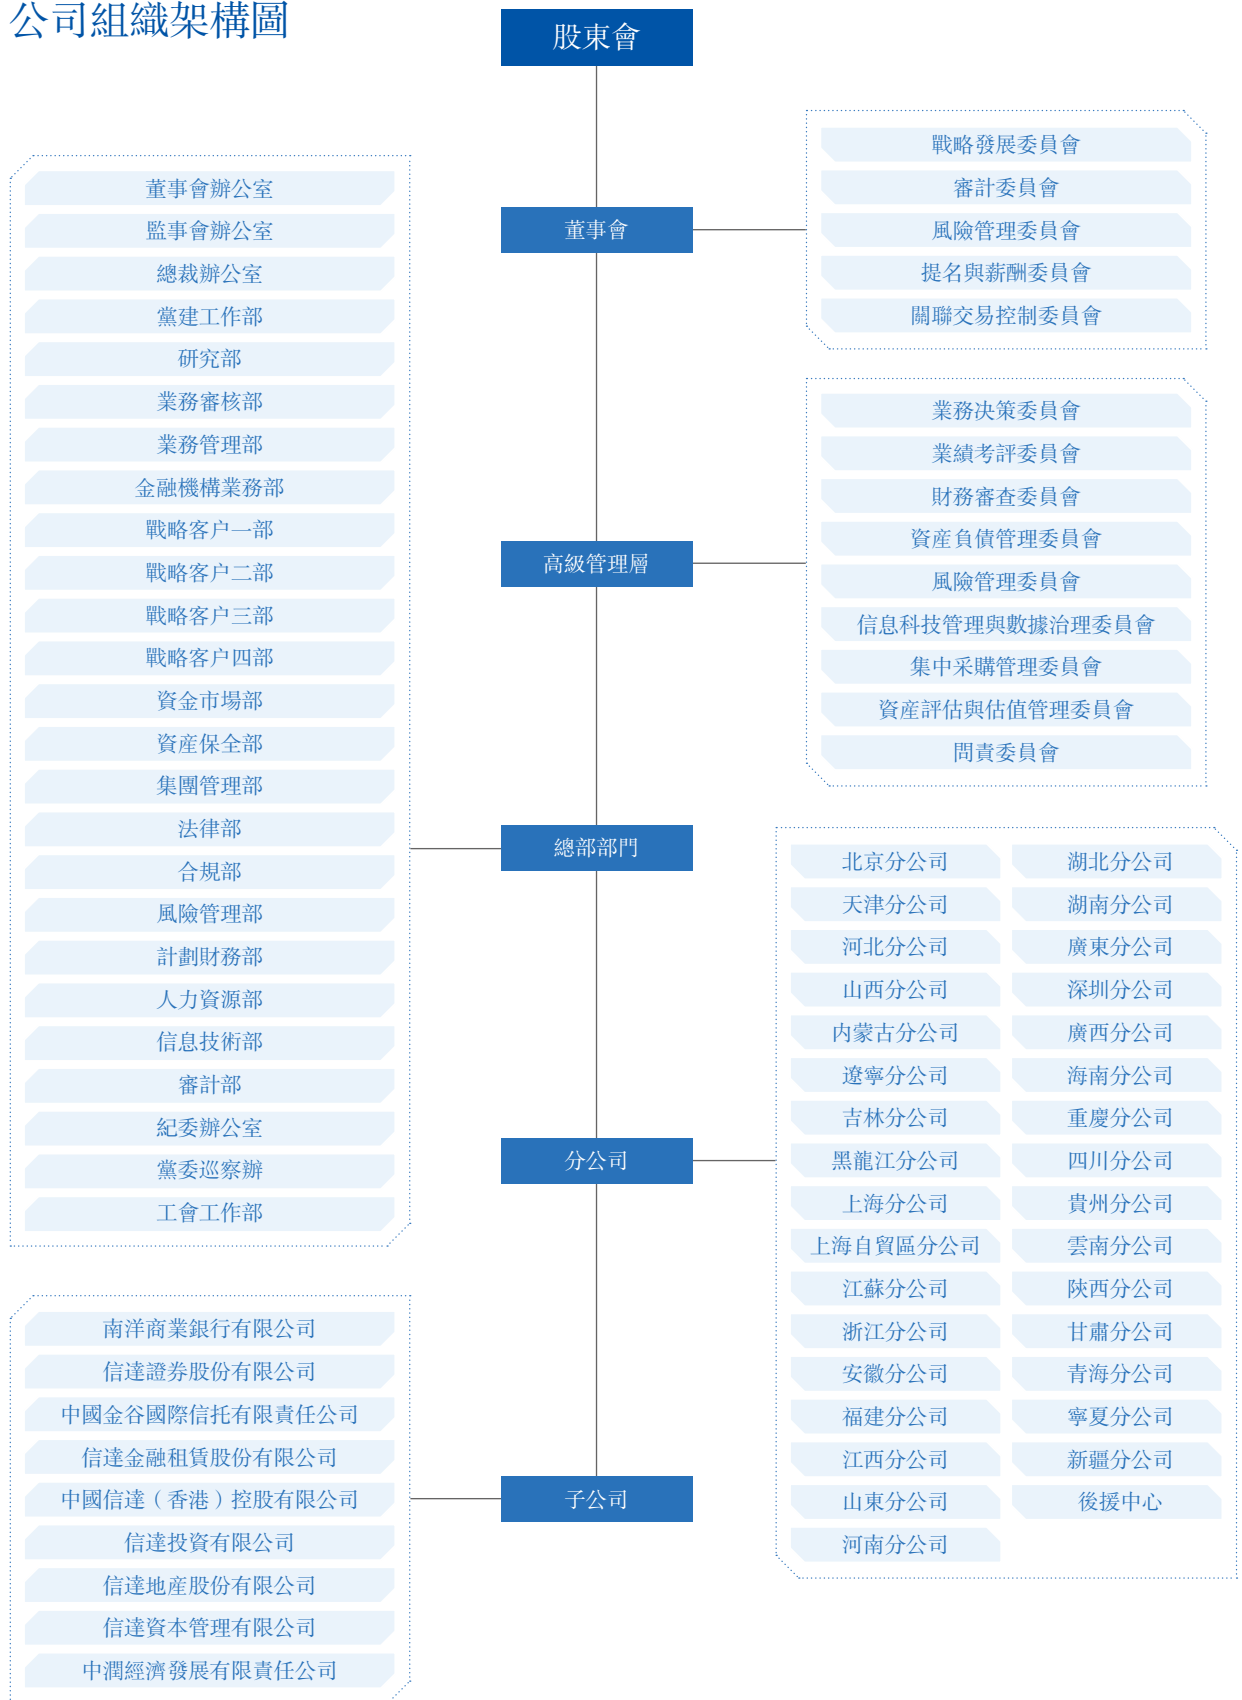 公司組織架構圖
股東會
董事會
戰略發展委員會
審計委員會
風險管理委員會
提名與薪酬委員會
關聯交易控制委員會
高級管理層
業務決策委員會
業績考評委員會
財務審查委員會
資産負債管理委員會
風險管理委員會
信息科技管理與數據治理委員會
集中采購管理委員會
資産評估與估值管理委員會
問責委員會
總部部門
董事會辦公室
監事會辦公室
總裁辦公室
黨建工作部
研究部
業務審核部
業務管理部
金融機構業務部
戰略客户一部
戰略客户二部
戰略客户三部
戰略客户四部
資金市場部
資産保全部
集團管理部
法律部
合規部
風險管理部
計劃財務部
人力資源部
信息技術部
審計部
紀委辦公室
黨委巡察辦
工會工作部
分公司
北京分公司
天津分公司
河北分公司
山西分公司
内蒙古分公司
遼寧分公司
吉林分公司
黑龍江分公司
上海分公司
上海自貿區分公司
江蘇分公司
浙江分公司
安徽分公司
福建分公司
江西分公司
山東分公司
河南分公司
湖北分公司
湖南分公司
廣東分公司
深圳分公司
廣西分公司
海南分公司
重慶分公司
四川分公司
貴州分公司
雲南分公司
陝西分公司
甘肅分公司
青海分公司
寧夏分公司
新疆分公司
後援中心
子公司
南洋商業銀行有限公司
信達證券股份有限公司
中國金谷國際信托有限責任公司
信達金融租賃股份有限公司
中國信達（香港）控股有限公司
信達投資有限公司
信達地産股份有限公司
信達資本管理有限公司
中潤經濟發展有限責任公司